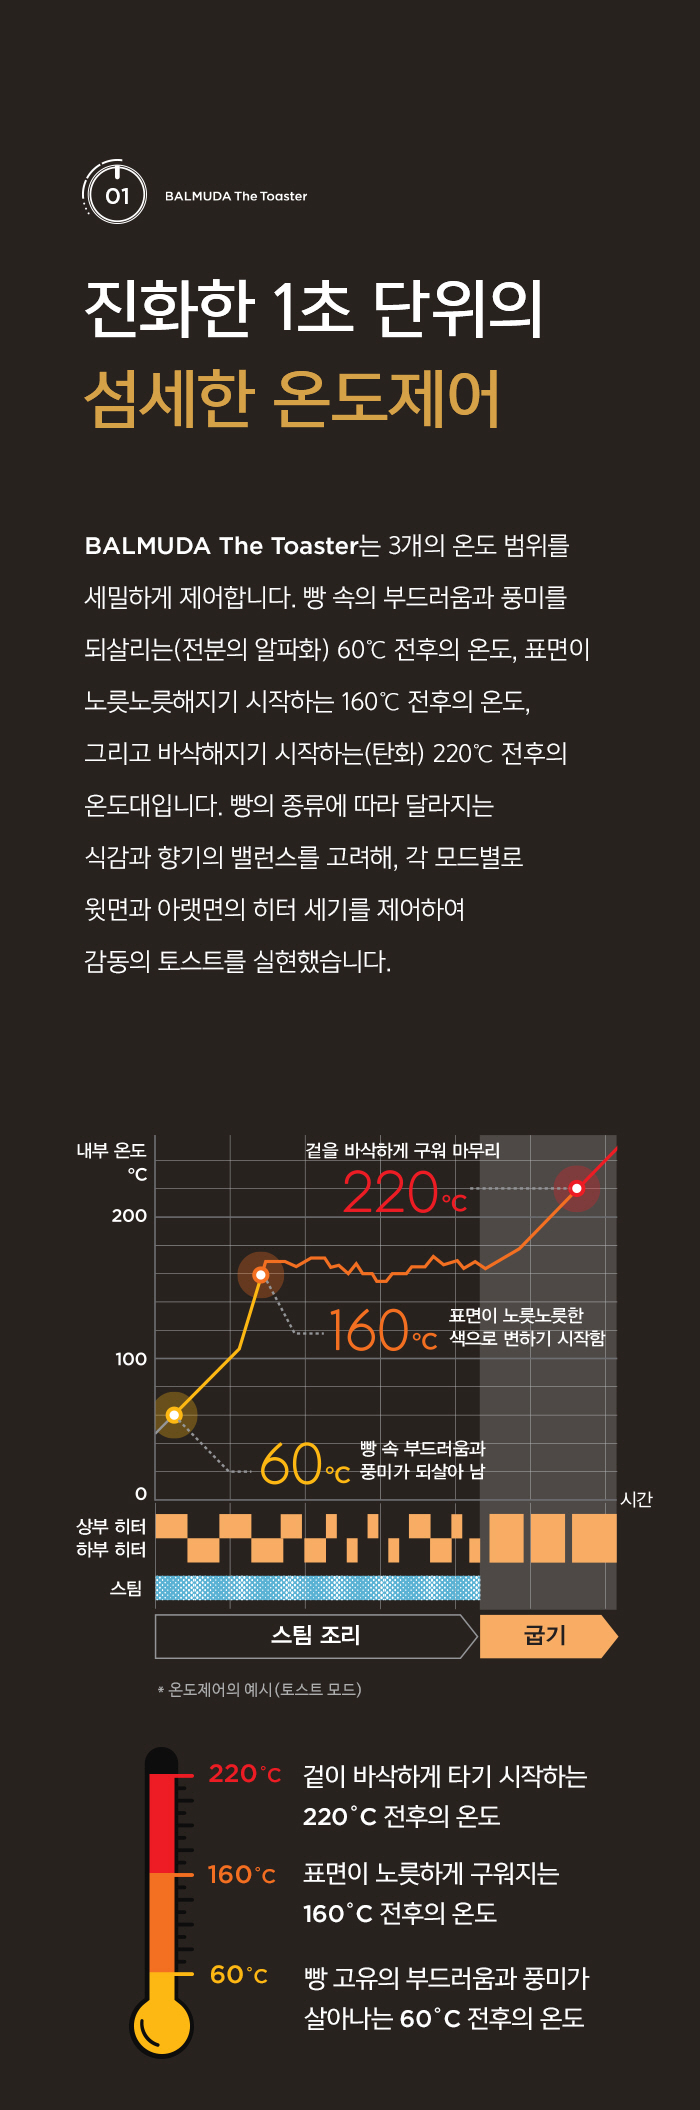 01
BALMUDA The Toaster
진화한 1초 단위의
섬세한 온도제어
BALMUDA The Toaster는 3개의 온도 범위를
세밀하게 제어합니다. 빵 속의 부드러움과 풍미를
되살리는(전분의 알파화) 60℃ 전후의 온도, 표면이
노릇노릇해지기 시작하는 160℃ 전후의 온도,
그리고 바삭해지기 시작하는(탄화) 220℃ 전후의
온도대입니다. 빵의 종류에 따라 달라지는
식감과 향기의 밸런스를 고려해, 각 모드별로
윗면과 아랫면의 히터 세기를 제어하여
감동의 토스트를 실현했습니다.
내부 온도
°C
200
100
0
겉을 바삭하게 구워 마무리
220°C
160°C
표면이 노릇노릇한
색으로 변하기 시작함
60°C
빵 속 부드러움과
풍미가 되살아 남
시간
상부 히터
하부 히터
스팀
스팀 조리
굽기
* 온도제어의 예시(토스트 모드)
220°C
겉이 바삭하게 타기 시작하는
220°C 전후의 온도
160°C
표면이 노릇하게 구워지는
160°C 전후의 온도
60°C
빵 고유의 부드러움과 풍미가
살아나는 60°C 전후의 온도